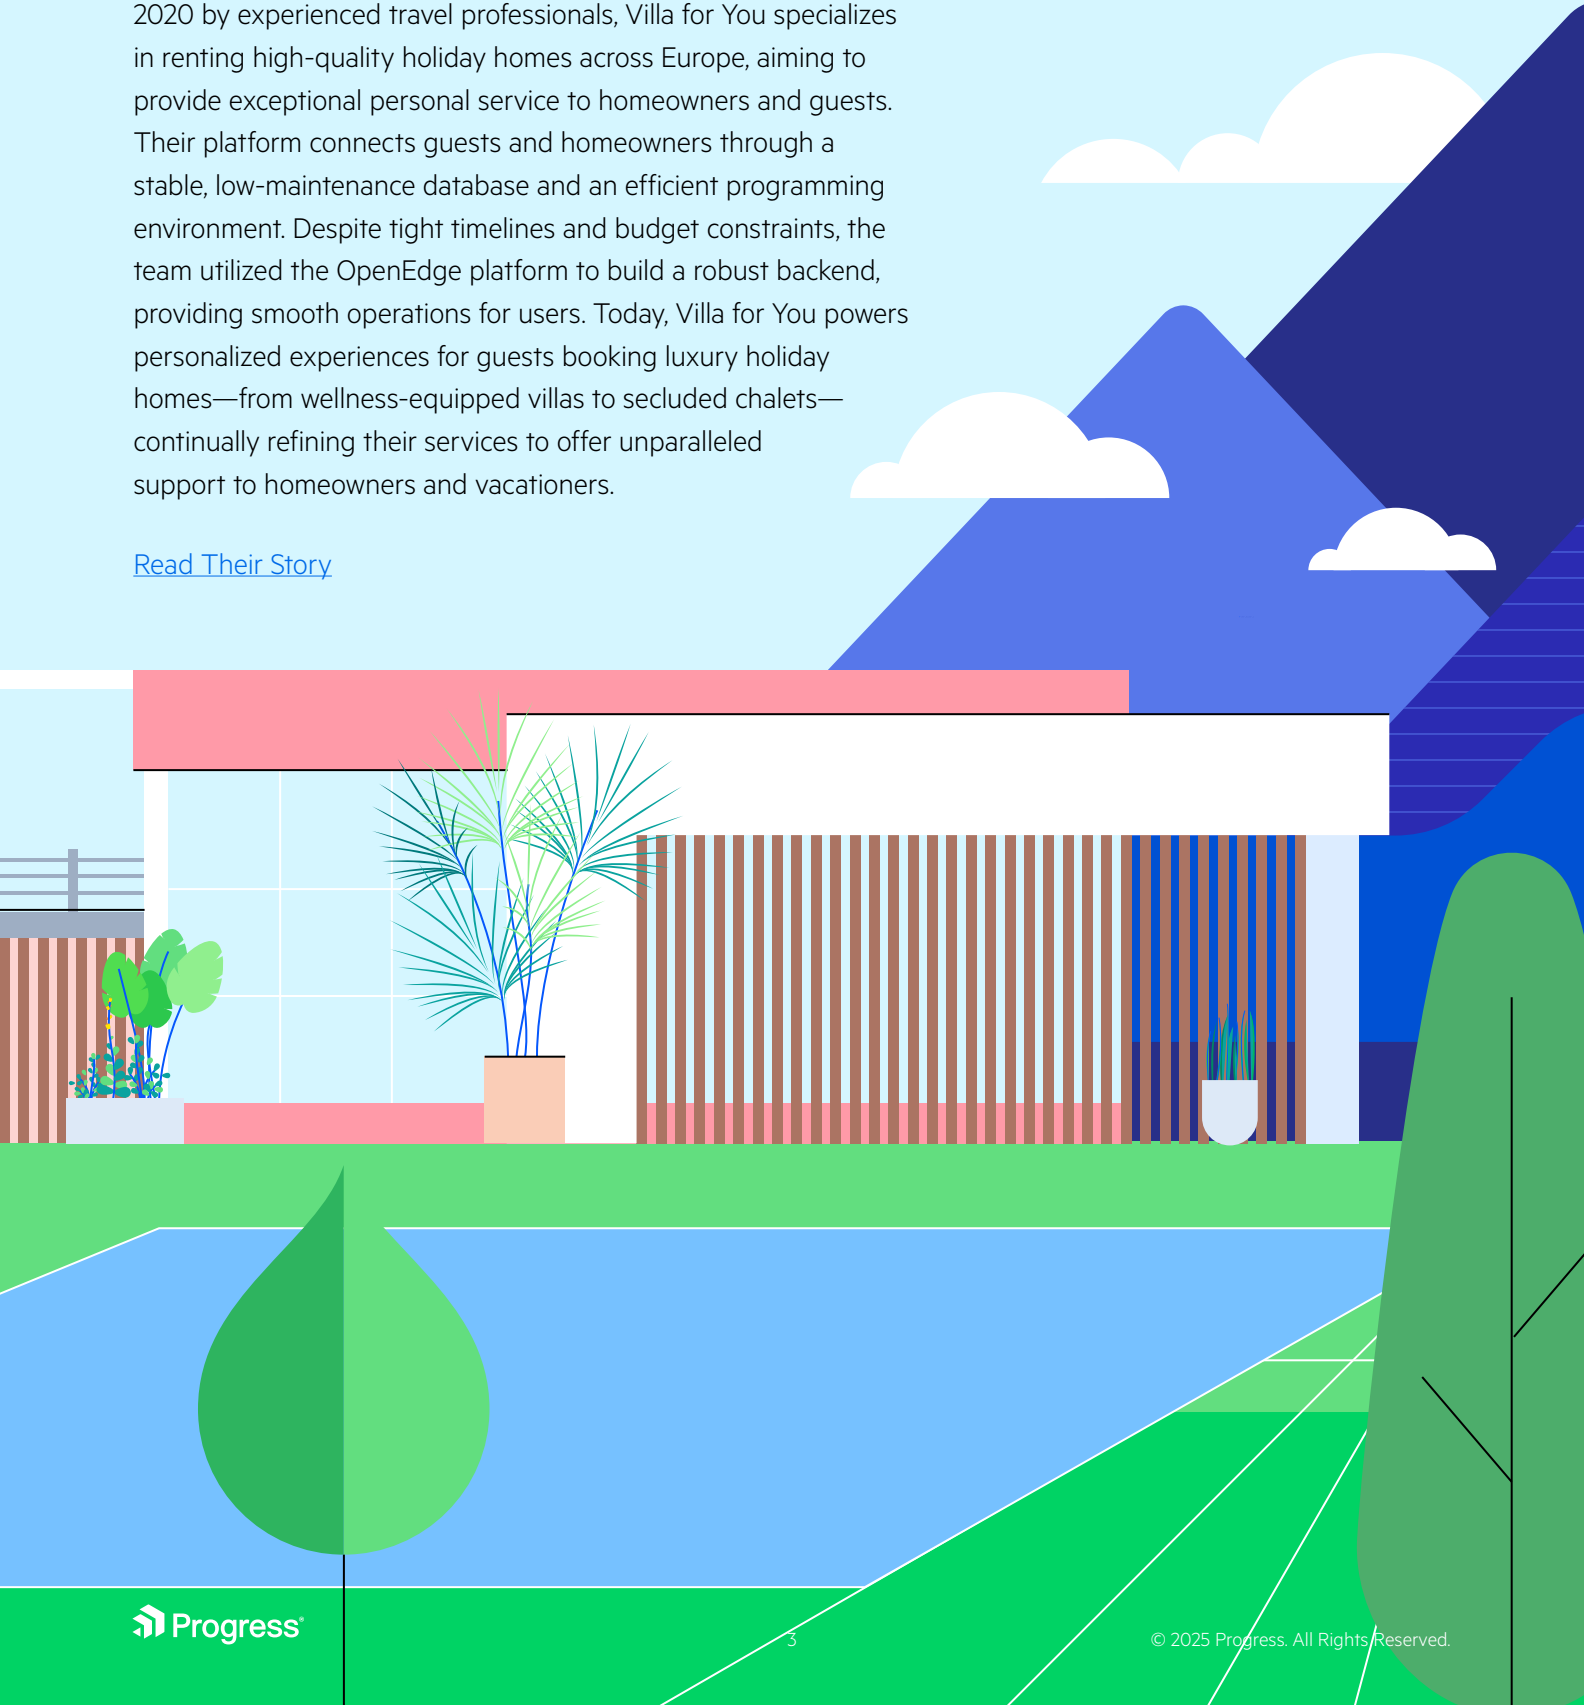 2020 by experienced travel professionals, Villa for You specializes
in renting high-quality holiday homes across Europe, aiming to
provide exceptional personal service to homeowners and guests.
Their platform connects guests and homeowners through a
stable, low-maintenance database and an efficient programming
environment. Despite tight timelines and budget constraints, the
team utilized the OpenEdge platform to build a robust backend,
providing smooth operations for users. Today, Villa for You powers
personalized experiences for guests booking luxury holiday
homes—from wellness-equipped villas to secluded chalets—
continually refining their services to offer unparalleled
support to homeowners and vacationers.
Read Their Story
Progress®
3
© 2025 Progress. All Rights Reserved.